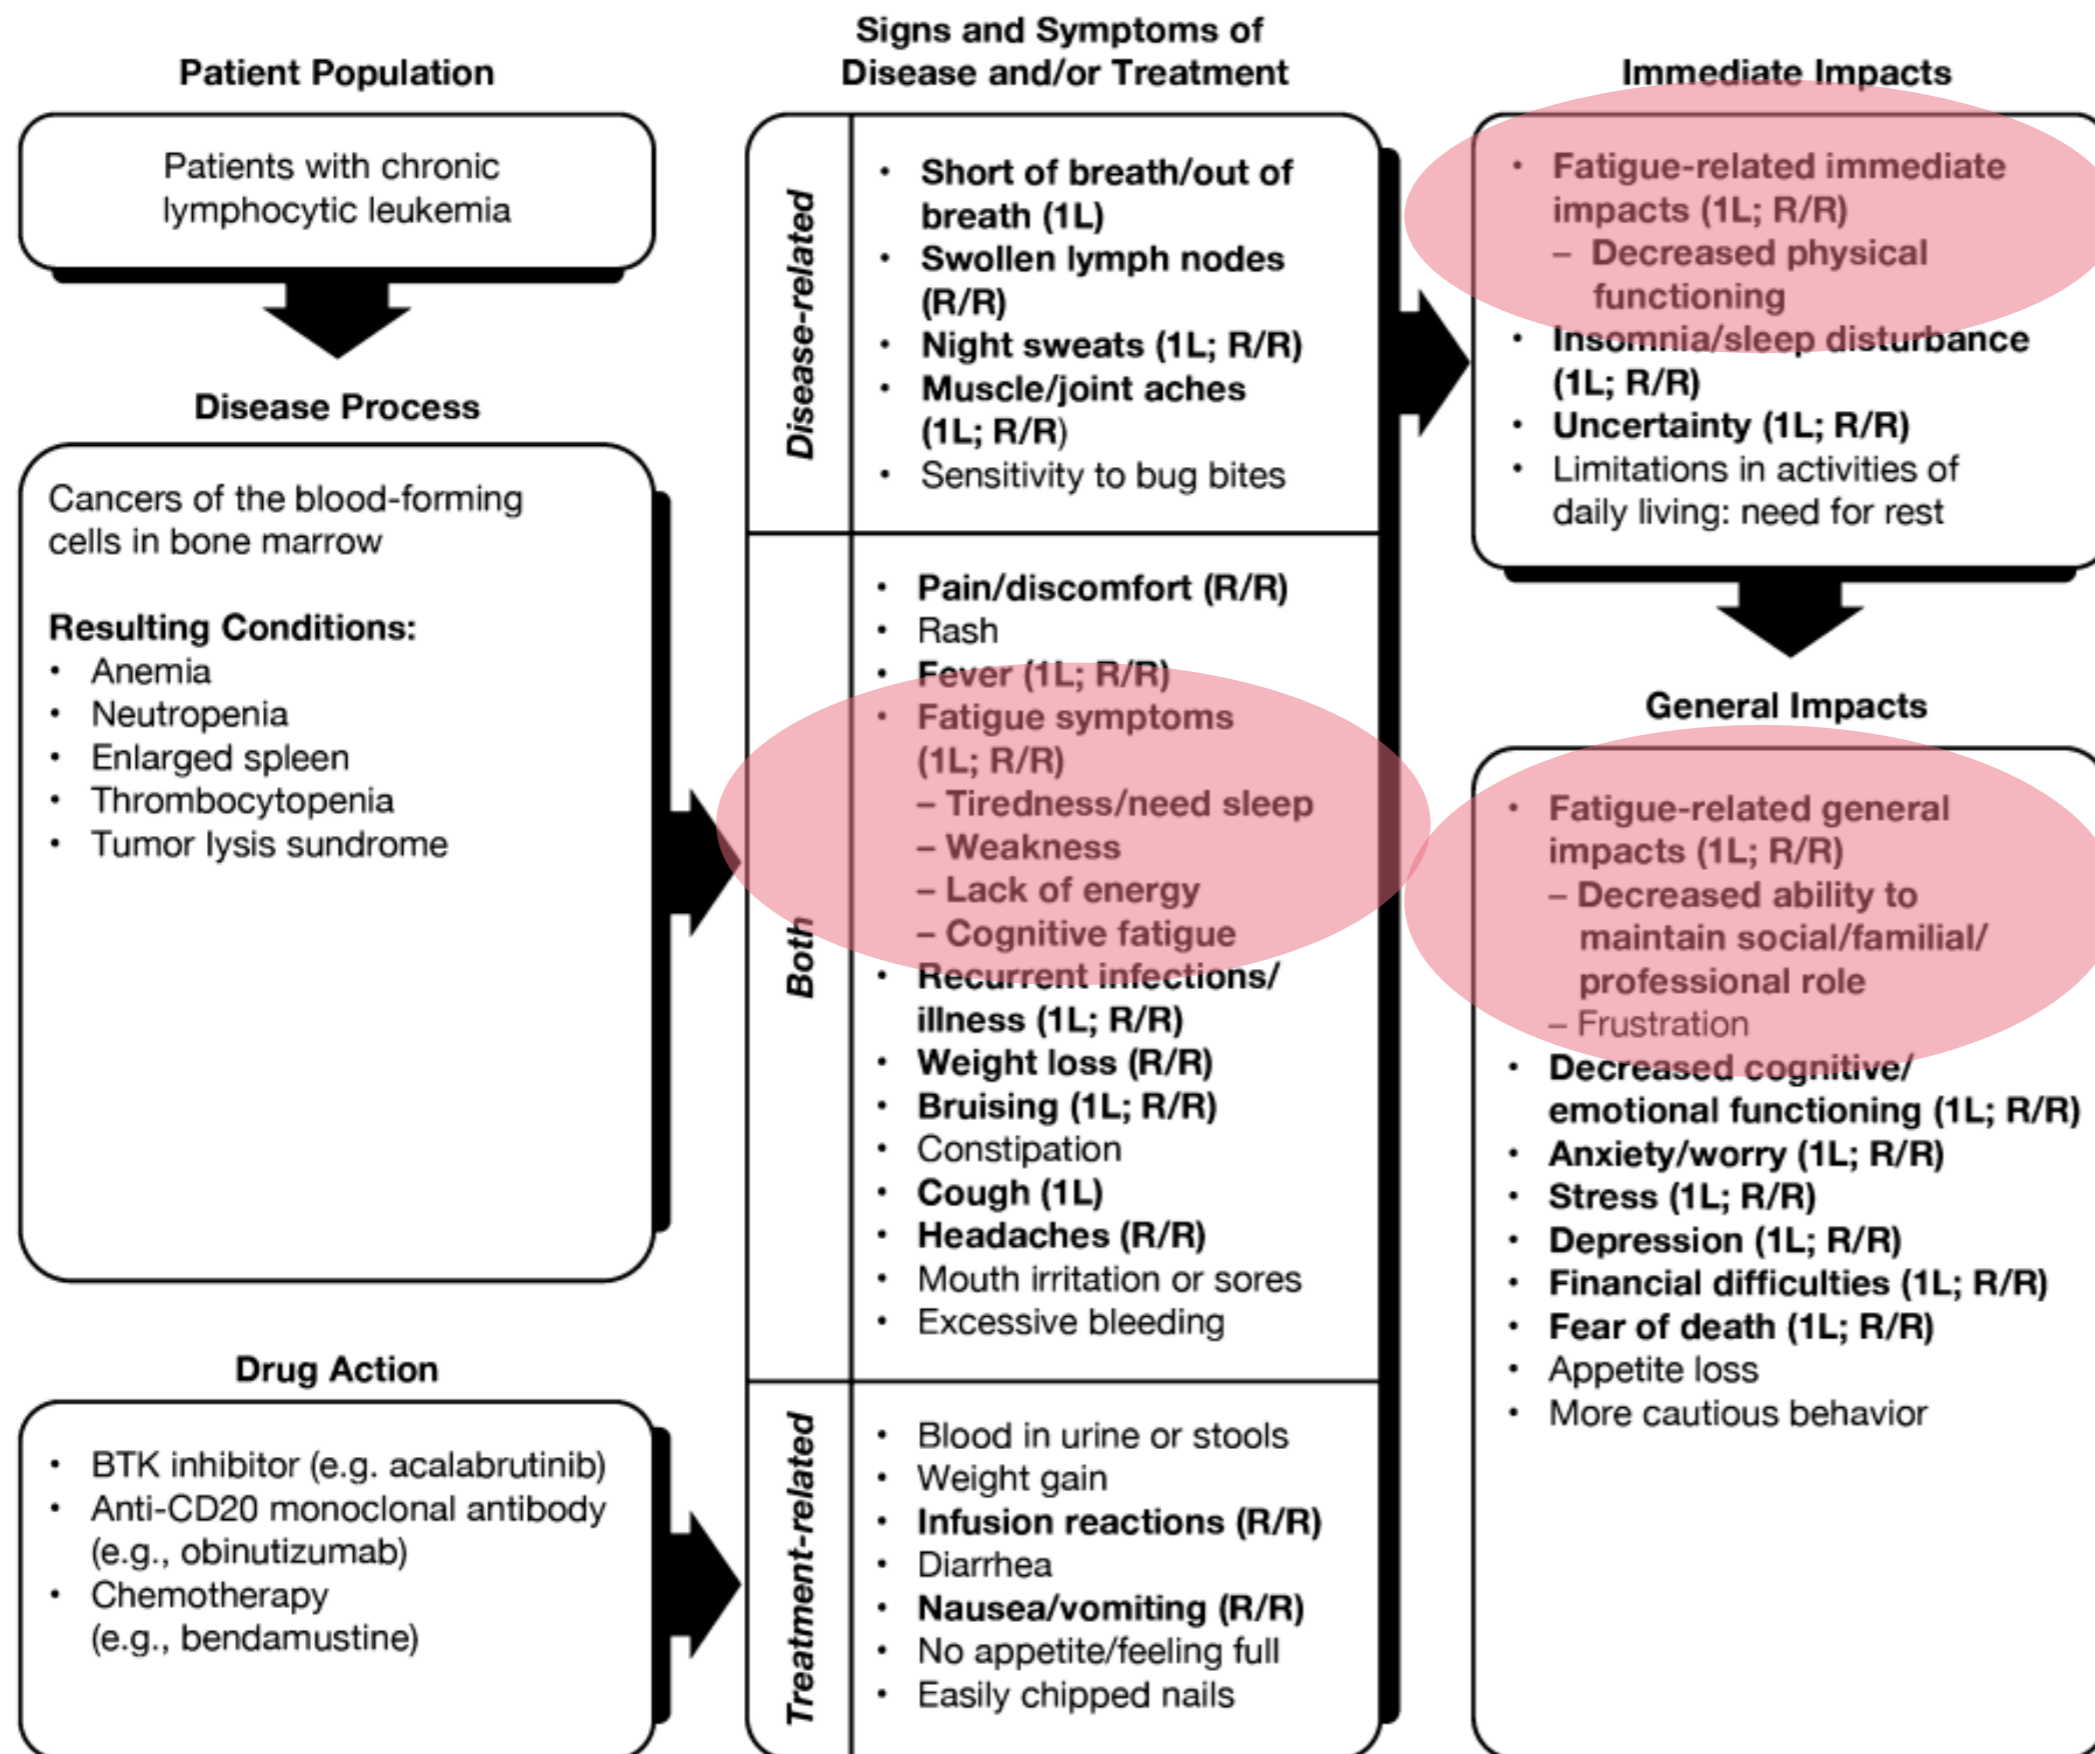 Patient Population
Patients with chronic
lymphocytic leukemia
Disease Process
Cancers of the blood-forming
cells in bone marrow
Resulting Conditions:
• Anemia
• Neutropenia
• Enlarged spleen
• Thrombocytopenia
• Tumor lysis sundrome
Drug Action
• BTK inhibitor (e.g. acalabrutinib)
• Anti-CD20 monoclonal antibody
(e.g., obinutizumab)
• Chemotherapy
(e.g., bendamustine)
Signs and Symptoms of
Disease and/or Treatment
Disease-related
• Short of breath/out of
breath (1L)
• Swollen lymph nodes
(R/R)
• Night sweats (1L; R/R)
• Muscle/joint aches
(1L; R/R)
• Sensitivity to bug bites
Both
• Pain/discomfort (R/R)
• Rash
• Fever (1L; R/R)
• Fatigue symptoms
(1L; R/R)
– Tiredness/need sleep
– Weakness
– Lack of energy
– Cognitive fatigue
• Recurrent infections/
illness (1L; R/R)
• Weight loss (R/R)
• Bruising (1L; R/R)
• Constipation
• Cough (1L)
• Headaches (R/R)
• Mouth irritation or sores
• Excessive bleeding
Treatment-related
• Blood in urine or stools
• Weight gain
• Infusion reactions (R/R)
• Diarrhea
• Nausea/vomiting (R/R)
• No appetite/feeling full
• Easily chipped nails
Immediate Impacts
• Fatigue-related immediate
impacts (1L; R/R)
– Decreased physical
functioning
• Insomnia/sleep disturbance
(1L; R/R)
• Uncertainty (1L; R/R)
• Limitations in activities of
daily living: need for rest
General Impacts
• Fatigue-related general
impacts (1L; R/R)
– Decreased ability to
maintain social/familial/
professional role
– Frustration
• Decreased cognitive/
emotional functioning (1L; R/R)
• Anxiety/worry (1L; R/R)
• Stress (1L; R/R)
• Depression (1L; R/R)
• Financial difficulties (1L; R/R)
• Fear of death (1L; R/R)
• Appetite loss
• More cautious behavior